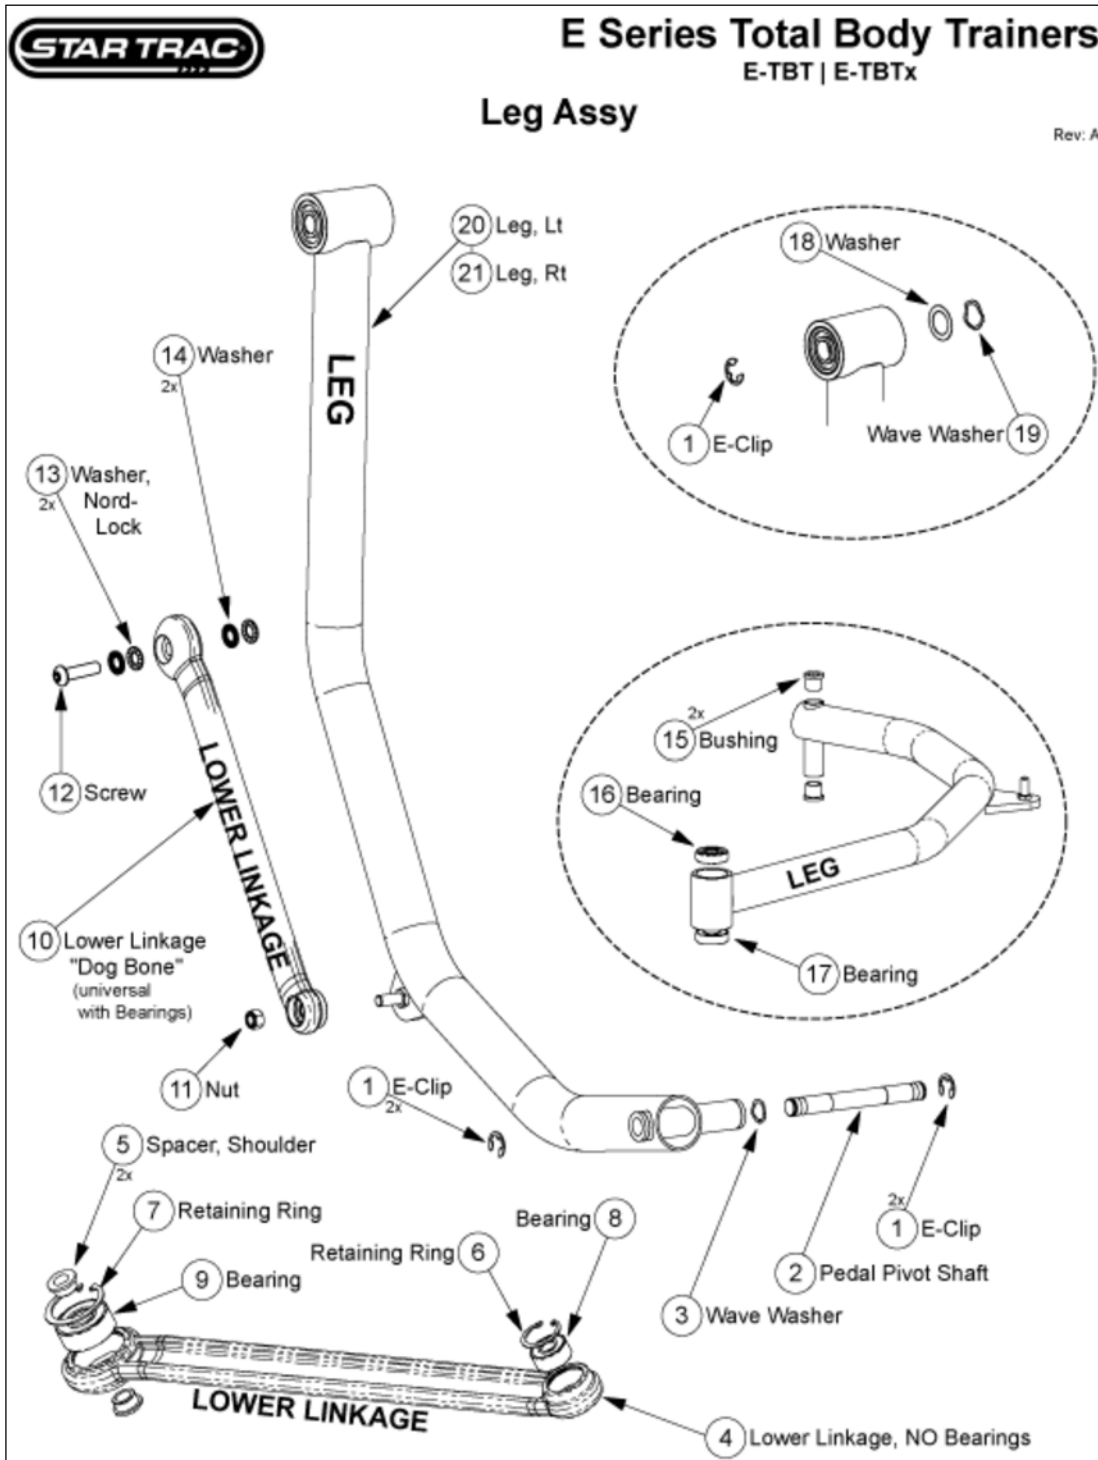 STAR TRAC
E Series Total Body Trainers
E-TBT | E-TBTx
Leg Assy
Rev: A
20 Leg, Lt
21 Leg, Rt
18 Washer
14 Washer
2x
LEG
1 E-Clip
Wave Washer 19
13 Washer,
2x
Nord-
Lock
12 Screw
LOWER LINKAGE
2x
15 Bushing
16 Bearing
LEG
17 Bearing
10 Lower Linkage
"Dog Bone"
(universal
with Bearings)
11 Nut
1 E-Clip
2x
5 Spacer, Shoulder
2x
7 Retaining Ring
9 Bearing
Bearing 8
Retaining Ring 6
2x
1 E-Clip
2 Pedal Pivot Shaft
3 Wave Washer
LOWER LINKAGE
4 Lower Linkage, NO Bearings